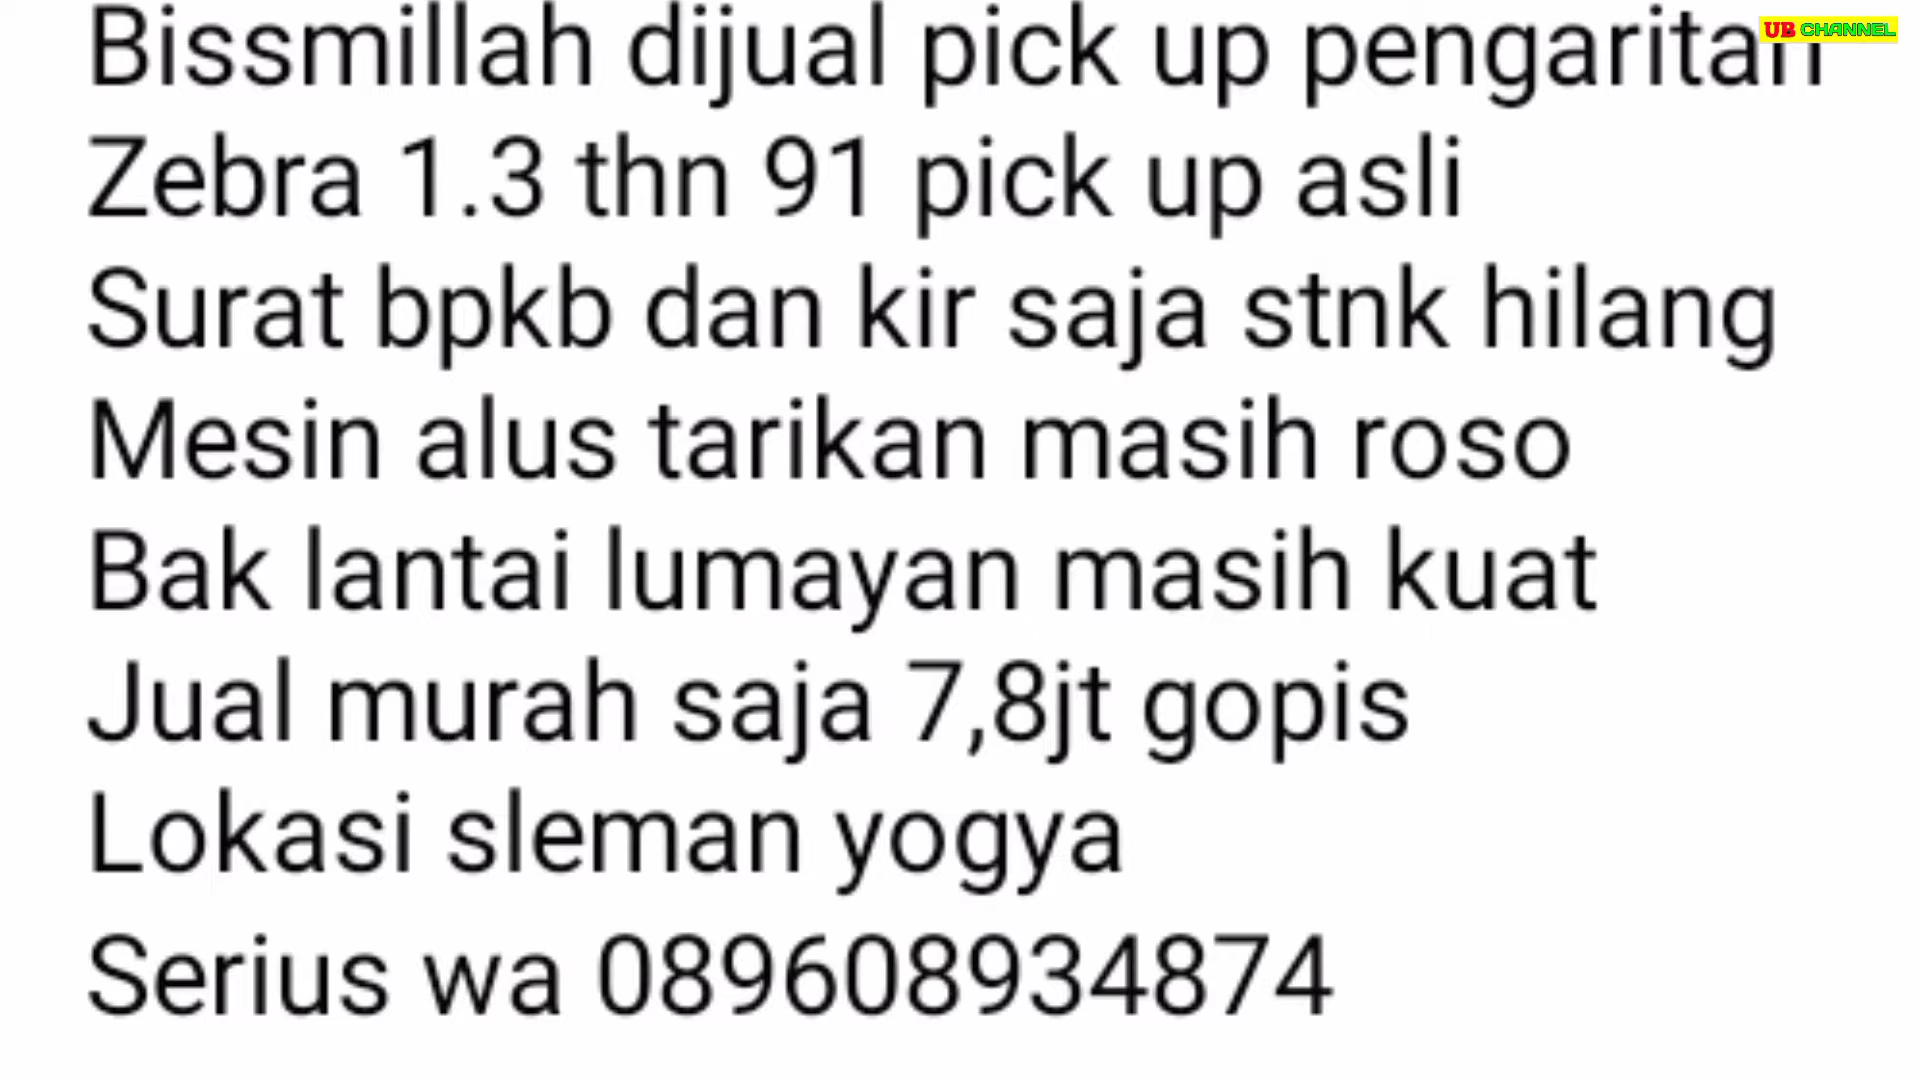 UB CHANNEL
Bissmillah dijual pick up pengaritan
Zebra 1.3 thn 91 pick up asli
Surat bpkb dan kir saja stnk hilang
Mesin alus tarikan masih roso
Bak lantai lumayan masih kuat
Jual murah saja 7,8jt gopis
Lokasi sleman yogya
Serius wa 089608934874